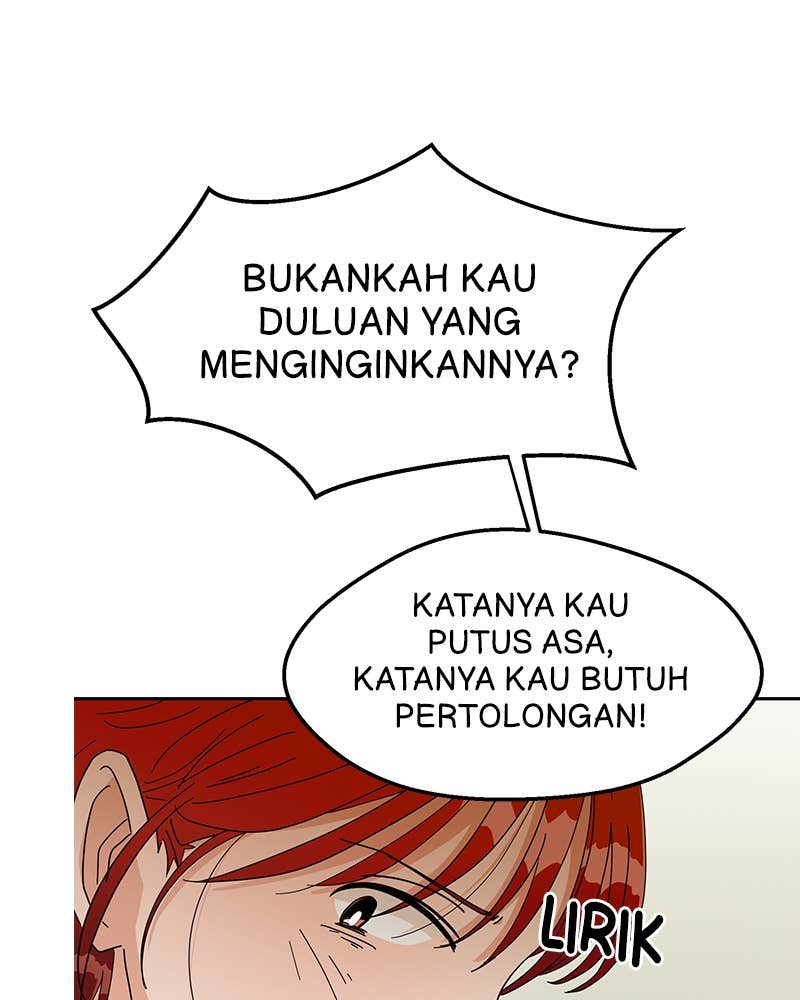 BUKANKAH KAU
DULUAN YANG
MENGINGINKANNYA?
KATANYA KAU
PUTUS ASA,
KATANYA KAU BUTUH
PERTOLONGAN!
LIRIK